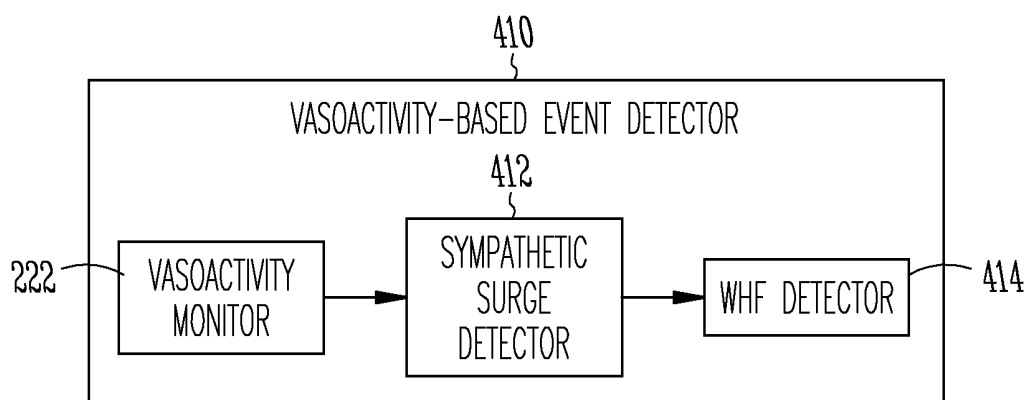 410
VASOACTIVITY-BASED EVENT DETECTOR
412
222
VASOACTIVITY
MONITOR
SYMPATHETIC
SURGE
DETECTOR
WHF DETECTOR
414